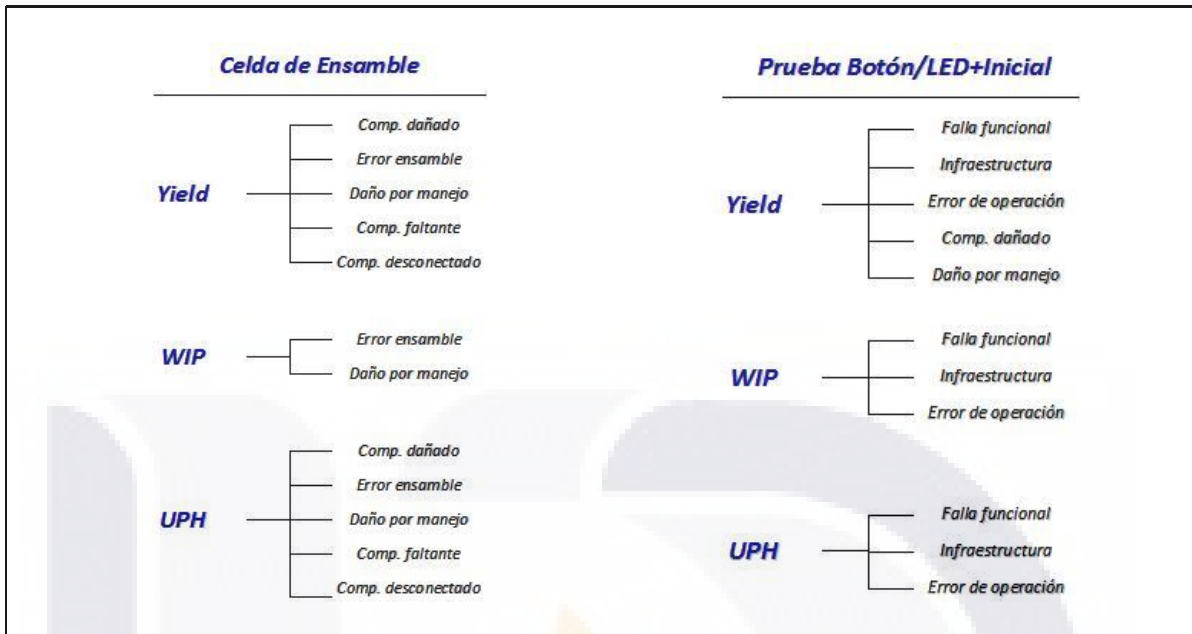 Celda de Ensamble
Yield
Comp. dañado
Error ensamble
Daño por manejo
Comp. faltante
Comp. desconectado
WIP
Error ensamble
Daño por manejo
UPH
Comp. dañado
Error ensamble
Daño por manejo
Comp. faltante
Comp. desconectado
Prueba Botón/LED+Inicial
Yield
Falla funcional
Infraestructura
Error de operación
Comp. dañado
Daño por manejo
WIP
Falla funcional
Infraestructura
Error de operación
UPH
Falla funcional
Infraestructura
Error de operación